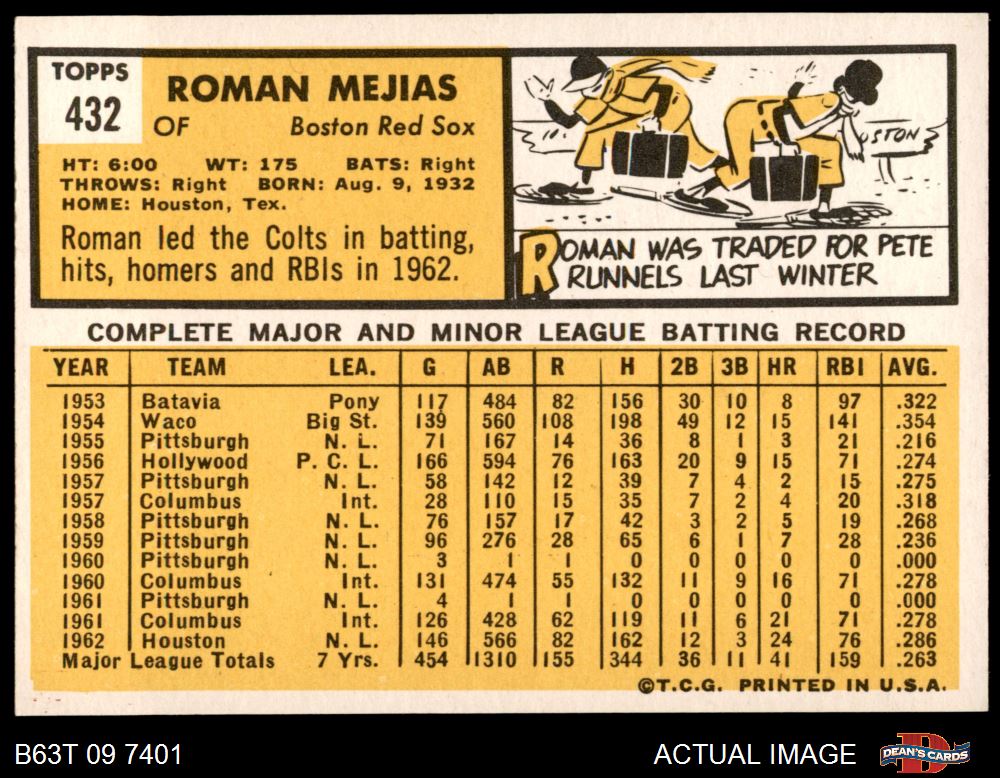 TOPPS
432
ROMAN MEJIAS
OF Boston Red Sox
HT: 6:00 WT: 175 BATS: Right
THROWS: Right BORN: Aug. 9, 1932
HOME: Houston, Tex.
Roman led the Colts in batting,
hits, homers and RBIs in 1962.
STON
ROMAN WAS TRADED FOR PETE
RUNNELS LAST WINTER
COMPLETE MAJOR AND MINOR LEAGUE BATTING RECORD
YEAR TEAM LEA. G AB R H 2B 3B HR RBI AVG.
1953 Batavia Pony 117 484 82 156 30 10 8 97 .322
1954 Waco Big St. 139 560 108 198 49 12 15 141 .354
1955 Pittsburgh N. L. 71 167 14 36 8 1 3 21 .216
1956 Hollywood P. C. L. 166 594 76 163 20 9 15 71 .274
1957 Pittsburgh N. L. 58 142 12 39 7 4 2 15 .275
1957 Columbus Int. 28 110 15 35 7 2 4 20 .318
1958 Pittsburgh N. L. 76 157 17 42 3 2 5 19 .268
1959 Pittsburgh N. L. 96 276 28 65 6 1 7 28 .236
1960 Pittsburgh N. L. 3 1 1 0 0 0 0 0 .000
1960 Columbus Int. 131 474 55 132 11 9 16 71 .278
1961 Pittsburgh N. L. 4 1 1 0 0 0 0 0 .000
1961 Columbus Int. 126 428 62 119 11 6 21 71 .278
1962 Houston N. L. 146 566 82 162 12 3 24 76 .286
Major League Totals 7 Yrs. 454 1310 155 344 36 11 41 159 .263
©T.C.G. PRINTED IN U.S.A.
B63T 09 7401
ACTUAL IMAGE
DEAN'S CARDS